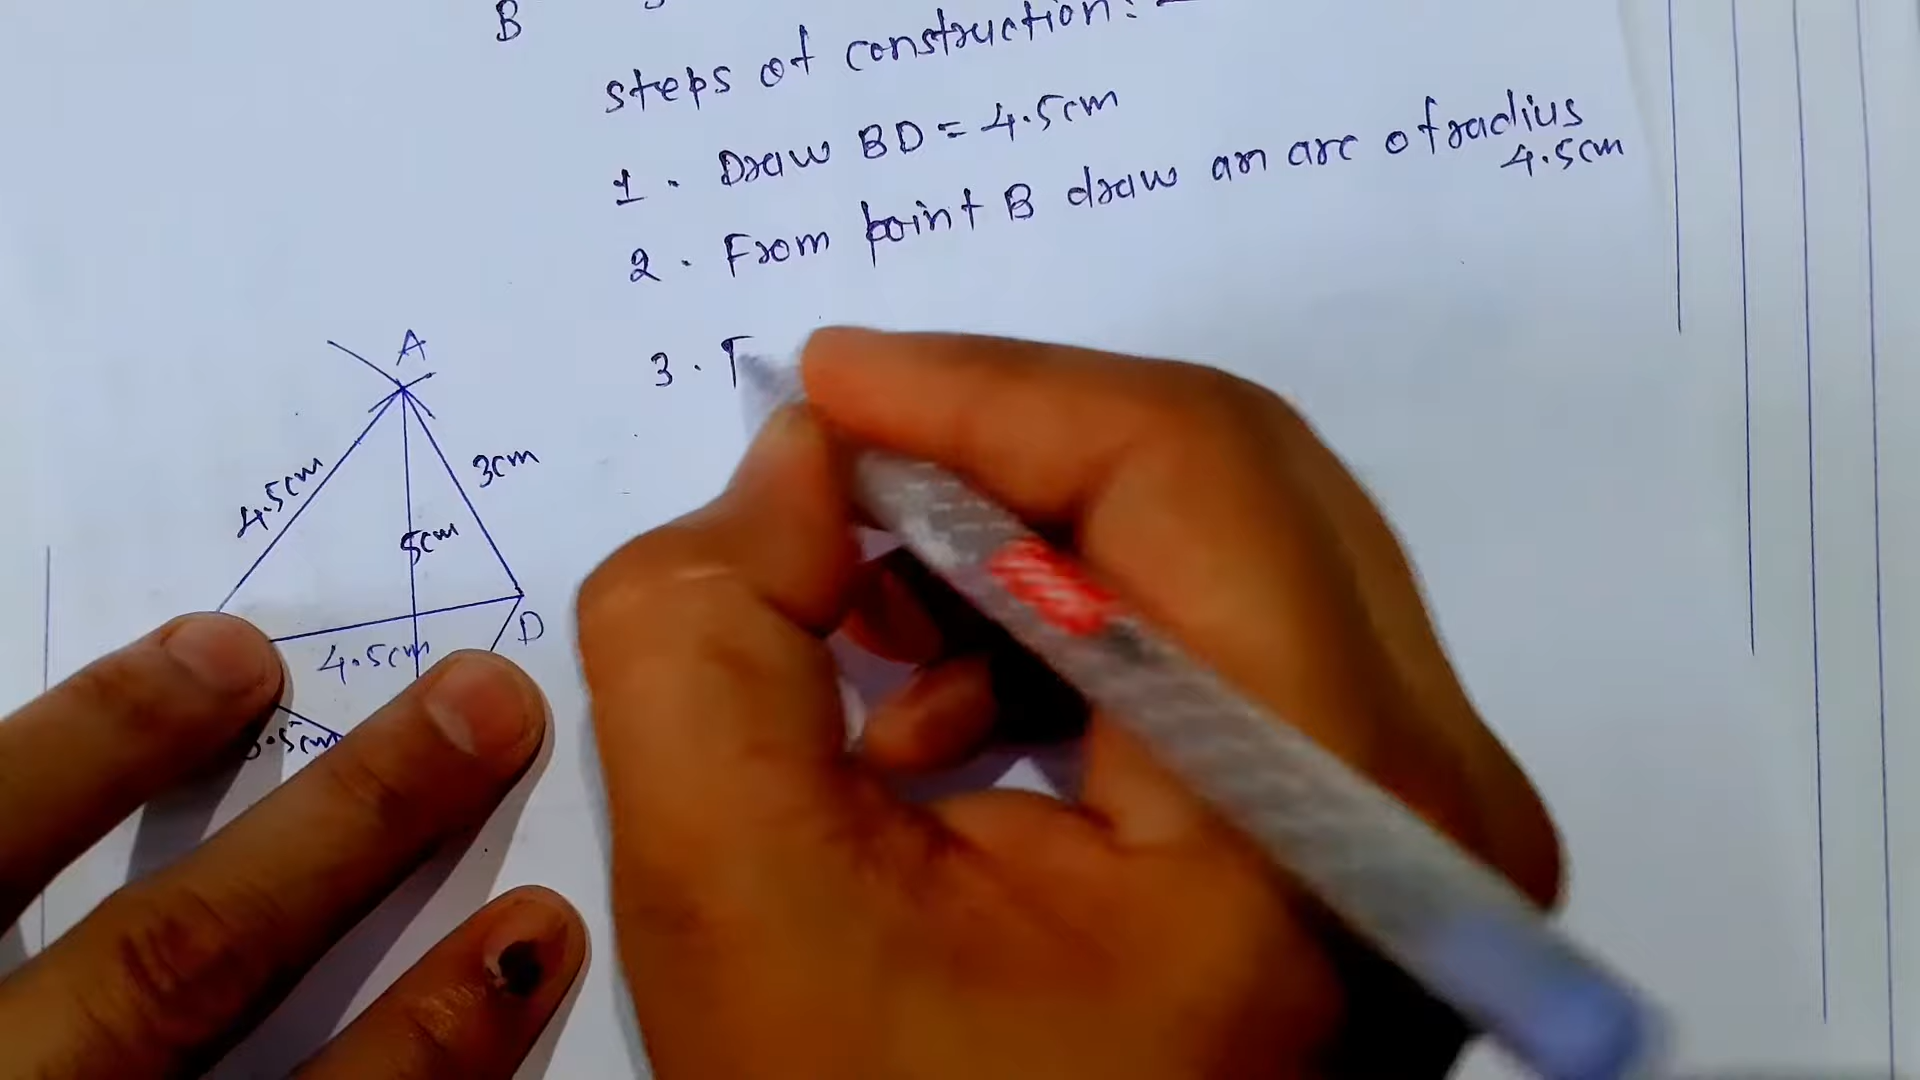 B
steps of construction:-
1. Draw BD = 4.5cm
2. From point B draw an arc of radius
4.5cm
3. F
A
4.5cm
3cm
5cm
D
4.5cm
.5cm